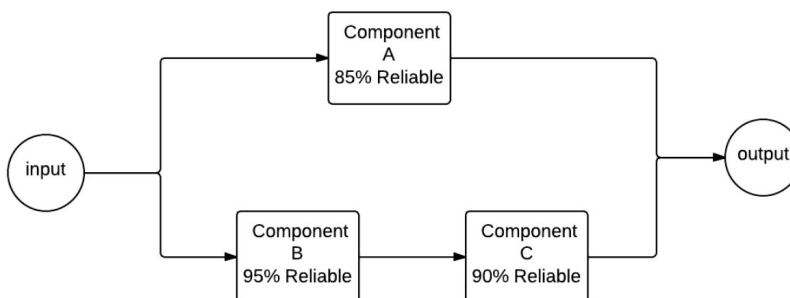 Component
A
85% Reliable
input
output
Component
B
95% Reliable
Component
C
90% Reliable